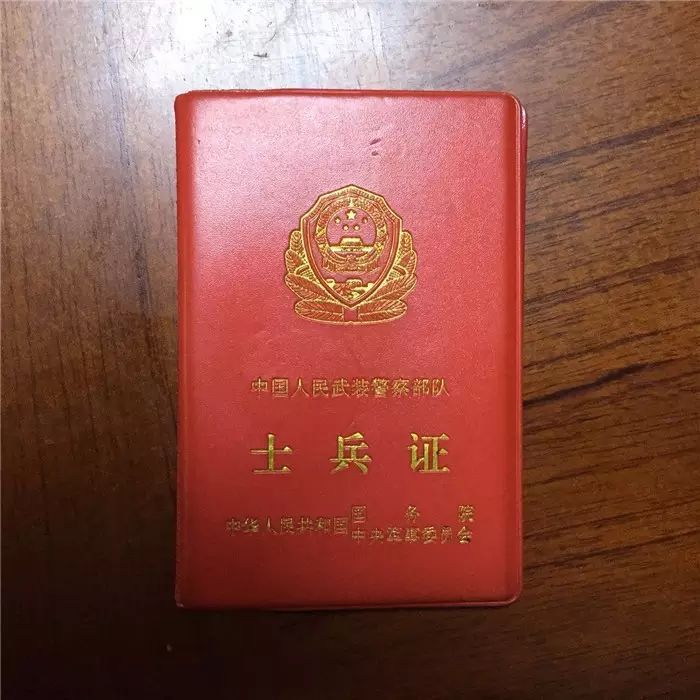 中国人民武装警察部队
士兵证
中华人民共和国国务院
中央军事委员会